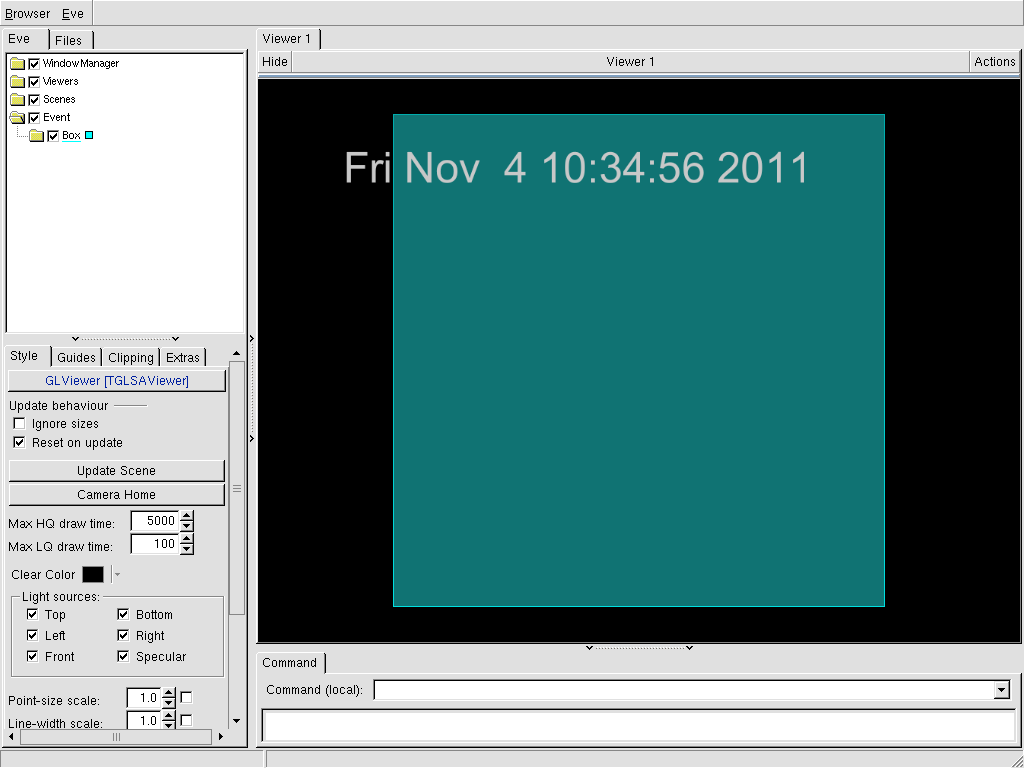 Browser Eve
Eve Files
WindowManager
Viewers
Scenes
Event
Box
Style Guides Clipping Extras
GLViewer [TGLSAViewer]
Update behaviour
Ignore sizes
Reset on update
Update Scene
Camera Home
Max HQ draw time: 5000
Max LQ draw time: 100
Clear Color
Light sources:
Top Bottom
Left Right
Front Specular
Point-size scale: 1.0
Line-width scale: 1.0
Viewer 1
Hide Viewer 1 Actions
Fri Nov  4 10:34:56 2011
Command
Command (local):